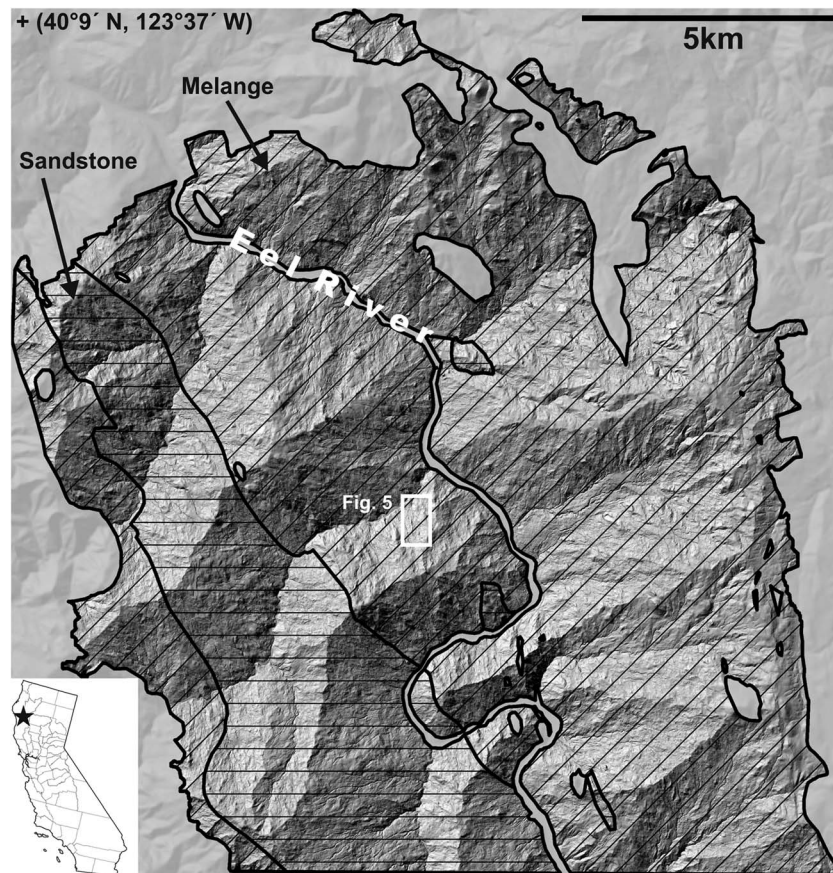 + (40°9´ N, 123°37´ W)
5km
Melange
Sandstone
Eel River
Fig. 5